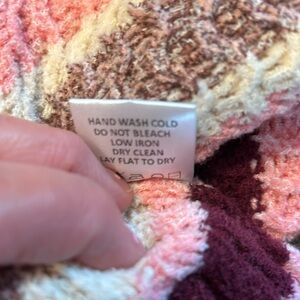 HAND WASH COLD
DO NOT BLEACH
LOW IRON
DRY CLEAN
LAY FLAT TO DRY